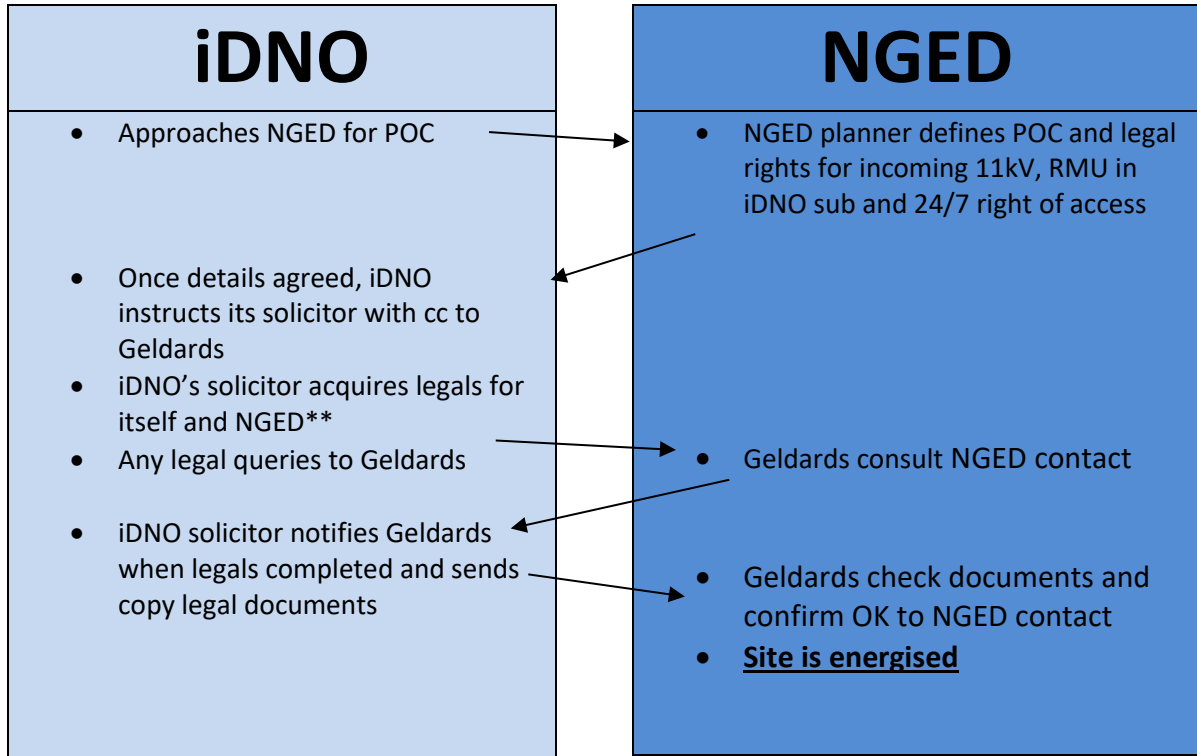 iDNO
• Approaches NGED for POC
• Once details agreed, iDNO
instructs its solicitor with cc to
Geldards
• iDNO’s solicitor acquires legals for
itself and NGED**
• Any legal queries to Geldards
• iDNO solicitor notifies Geldards
when legals completed and sends
copy legal documents
NGED
• NGED planner defines POC and legal
rights for incoming 11kV, RMU in
iDNO sub and 24/7 right of access
• Geldards consult NGED contact
• Geldards check documents and
confirm OK to NGED contact
• Site is energised